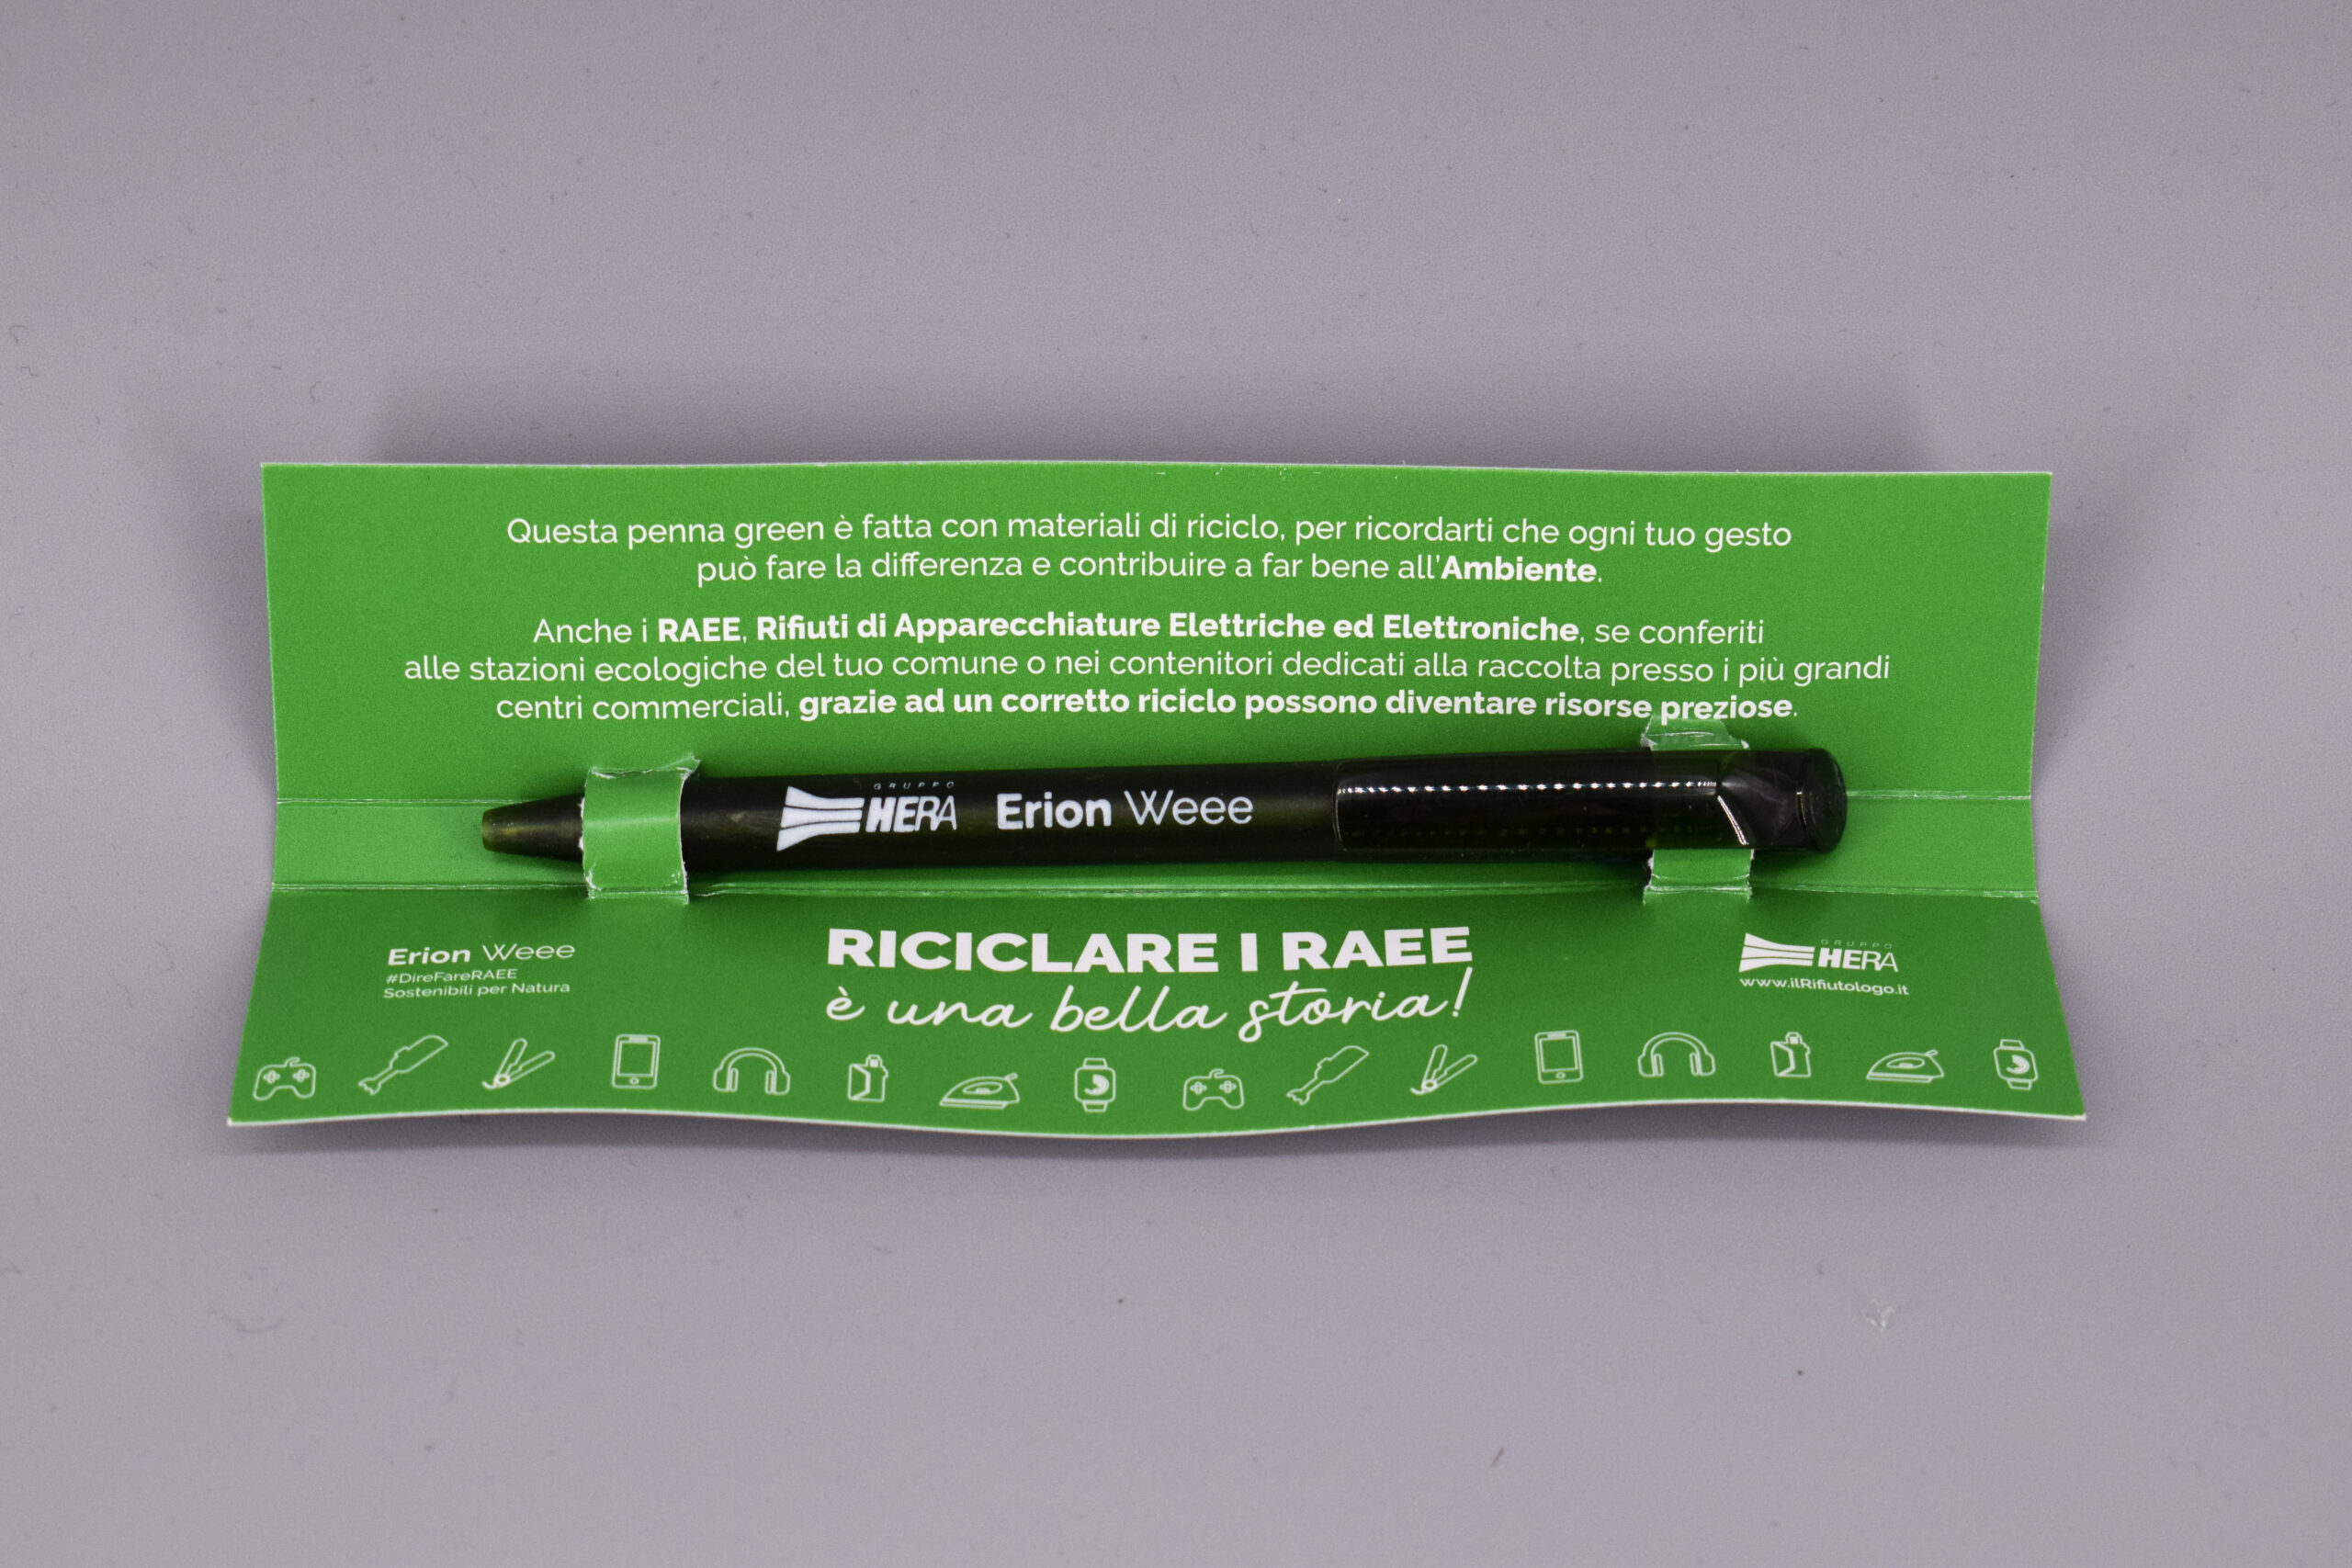 Questa penna green è fatta con materiali di riciclo, per ricordarti che ogni tuo gesto
può fare la differenza e contribuire a far bene all'Ambiente.
Anche i RAEE, Rifiuti di Apparecchiature Elettriche ed Elettroniche, se conferiti
alle stazioni ecologiche del tuo comune o nei contenitori dedicati alla raccolta presso i più grandi
centri commerciali, grazie ad un corretto riciclo possono diventare risorse preziose.
GRUPPO
HERA Erion Weee
Erion Weee
#DireFareRAEE
Sostenibili per Natura
RICICLARE I RAEE
è una bella storia!
GRUPPO
HERA
www.ilRifiutologo.it